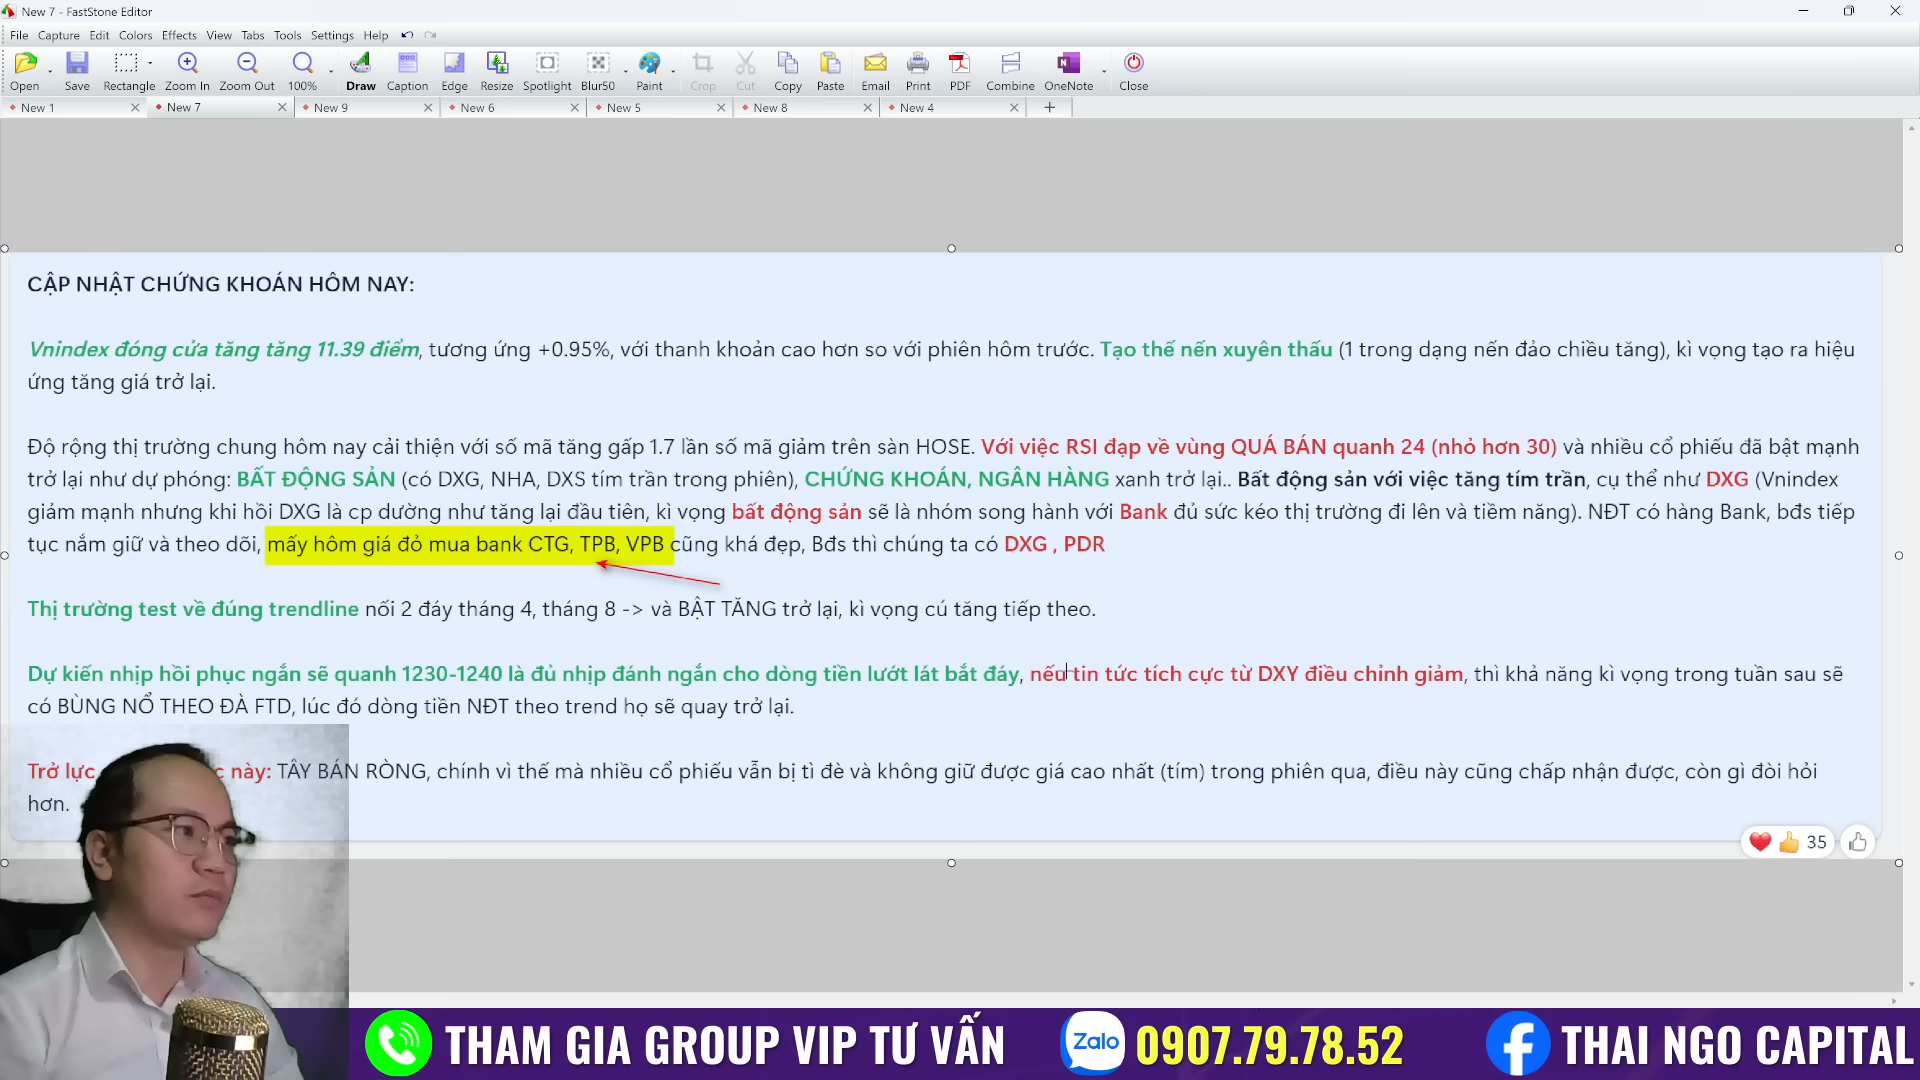 New 7 - FastStone Editor
File Capture Edit Colors Effects View Tabs Tools Settings Help
Open Save Rectangle Zoom In Zoom Out 100% Draw Caption Edge Resize Spotlight Blur50 Paint Crop Cut Copy Paste Email Print PDF Combine OneNote Close
New 1 New 7 New 9 New 6 New 5 New 8 New 4
CẬP NHẬT CHỨNG KHOÁN HÔM NAY:
Vnindex đóng cửa tăng tăng 11.39 điểm, tương ứng +0.95%, với thanh khoản cao hơn so với phiên hôm trước. Tạo thế nến xuyên thấu (1 trong dạng nến đảo chiều tăng), kì vọng tạo ra hiệu
ứng tăng giá trở lại.
Độ rộng thị trường chung hôm nay cải thiện với số mã tăng gấp 1.7 lần số mã giảm trên sàn HOSE. Với việc RSI đạp về vùng QUÁ BÁN quanh 24 (nhỏ hơn 30) và nhiều cổ phiếu đã bật mạnh
trở lại như dự phóng: BẤT ĐỘNG SẢN (có DXG, NHA, DXS tím trần trong phiên), CHỨNG KHOÁN, NGÂN HÀNG xanh trở lại.. Bất động sản với việc tăng tím trần, cụ thể như DXG (Vnindex
giảm mạnh nhưng khi hồi DXG là cp dường như tăng lại đầu tiên, kì vọng bất động sản sẽ là nhóm song hành với Bank đủ sức kéo thị trường đi lên và tiềm năng). NĐT có hàng Bank, bđs tiếp
tục nắm giữ và theo dõi, mấy hôm giá đỏ mua bank CTG, TPB, VPB cũng khá đẹp, Bđs thì chúng ta có DXG , PDR
Thị trường test về đúng trendline nối 2 đáy tháng 4, tháng 8 -> và BẬT TĂNG trở lại, kì vọng cú tăng tiếp theo.
Dự kiến nhịp hồi phục ngắn sẽ quanh 1230-1240 là đủ nhịp đánh ngắn cho dòng tiền lướt lát bắt đáy, nếu tin tức tích cực từ DXY điều chỉnh giảm, thì khả năng kì vọng trong tuần sau sẽ
có BÙNG NỔ THEO ĐÀ FTD, lúc đó dòng tiền NĐT theo trend họ sẽ quay trở lại.
Trở lực c này: TÂY BÁN RÒNG, chính vì thế mà nhiều cổ phiếu vẫn bị tì đè và không giữ được giá cao nhất (tím) trong phiên qua, điều này cũng chấp nhận được, còn gì đòi hỏi
hơn.
35
THAM GIA GROUP VIP TƯ VẤN Zalo 0907.79.78.52 THAI NGO CAPITAL